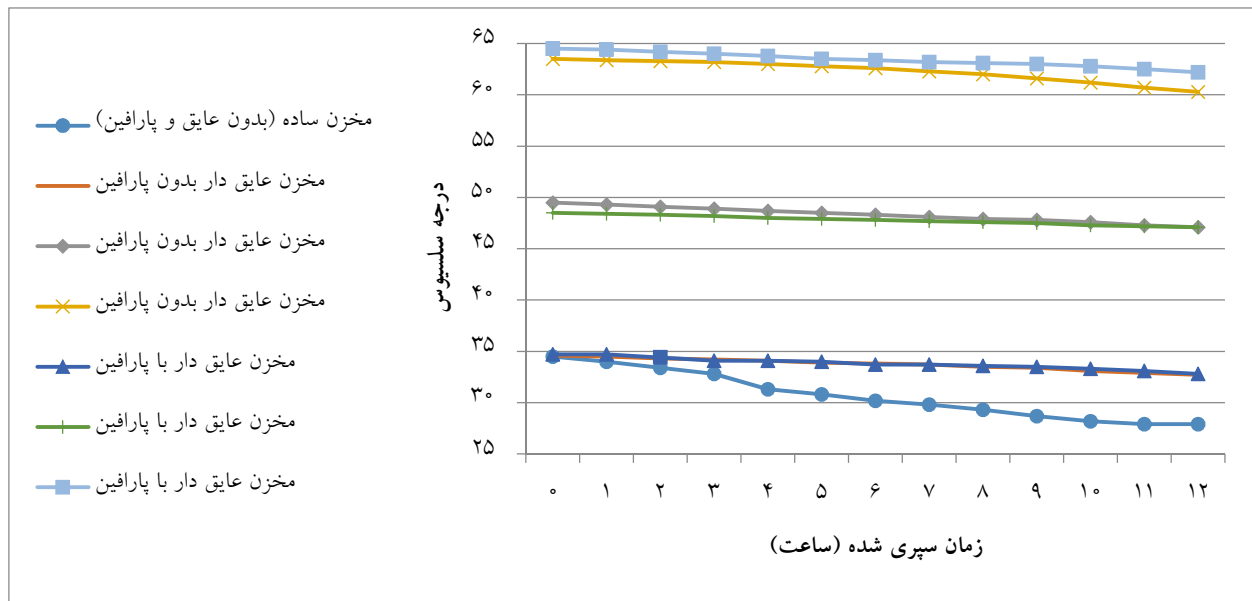 مخزن ساده (بدون عایق و پارافین)
مخزن عایق دار بدون پارافین
مخزن عایق دار بدون پارافین
مخزن عایق دار بدون پارافین
مخزن عایق دار با پارافین
مخزن عایق دار با پارافین
مخزن عایق دار با پارافین
درجه سلسیوس
۶۵
۶۰
۵۵
۵۰
۴۵
۴۰
۳۵
۳۰
۲۵
۰ ۱ ۲ ۳ ۴ ۵ ۶ ۷ ۸ ۹ ۱۰ ۱۱ ۱۲
زمان سپری شده (ساعت)